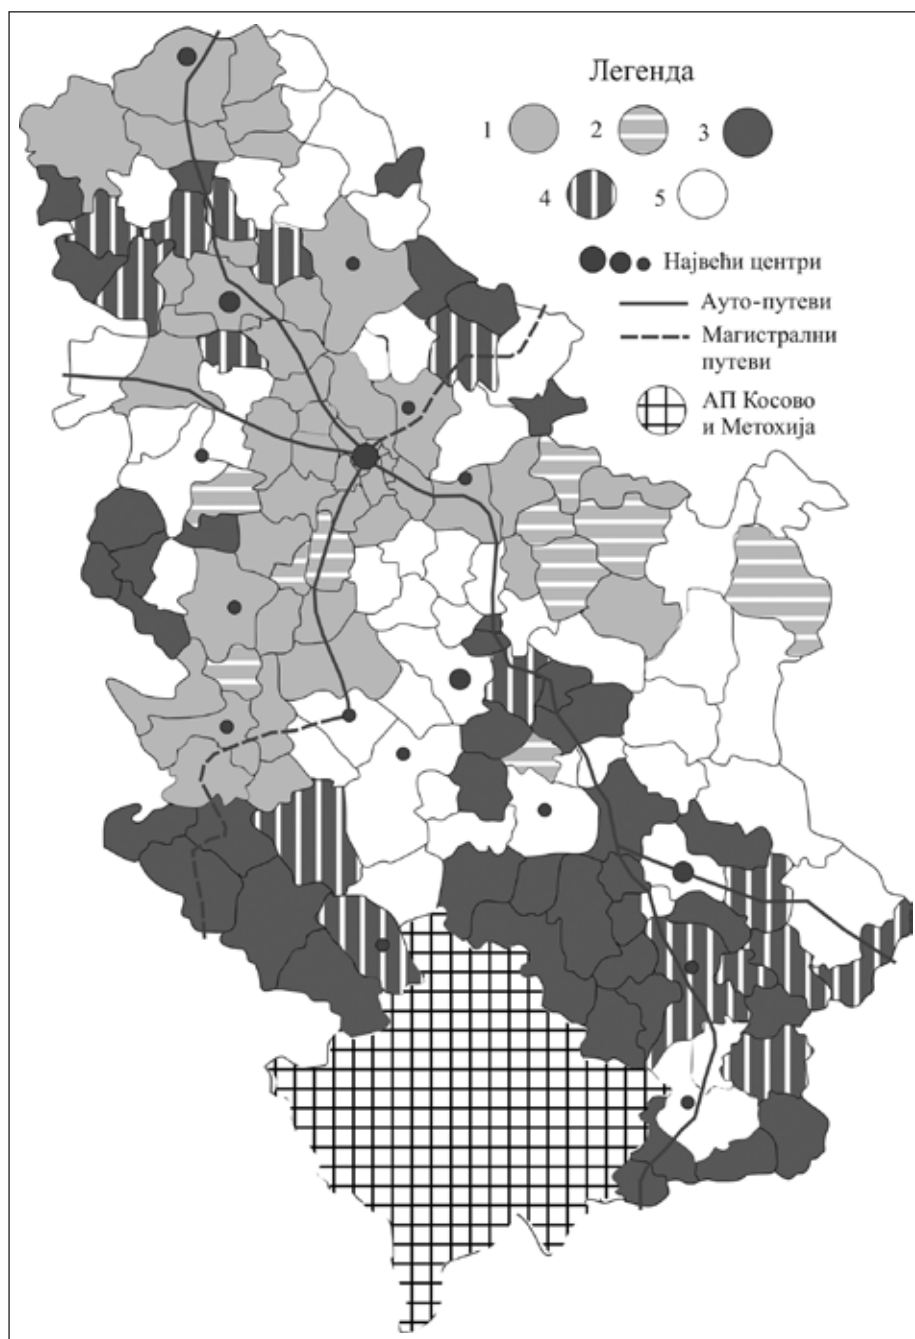 Легенда
1 2 3
4 5
Највећи центри
Ауто-путеви
Магистрални
путеви
АП Косово
и Метохија